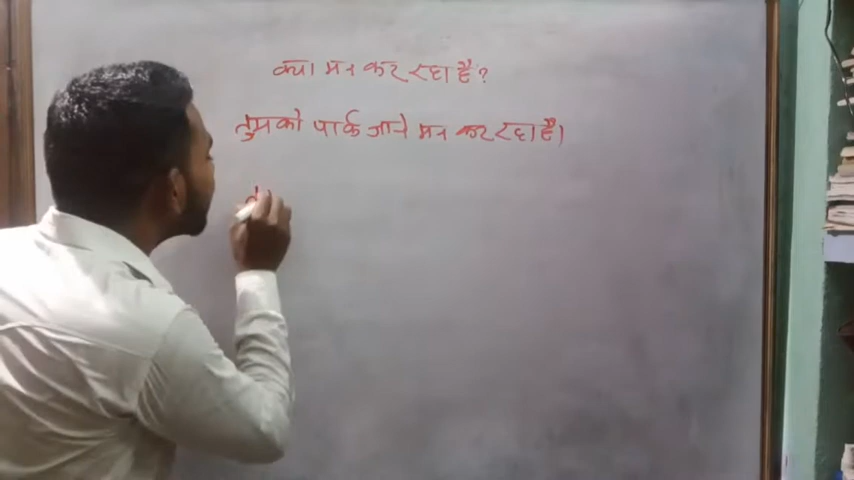 क्या मन कर रहा है?
तुमको पार्क जाने मन कर रहा है।